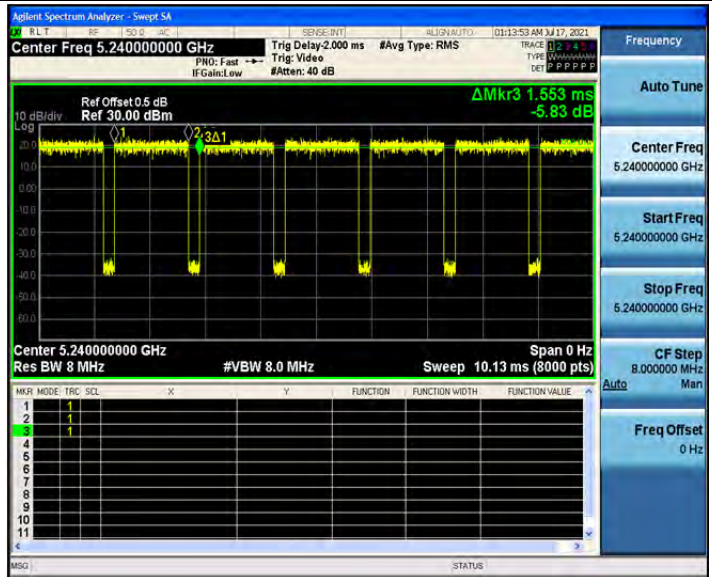 Agilent Spectrum Analyzer - Swept SA
RLT RF 50 Ω AC SENSE:INT ALIGN AUTO 01:13:53 AM Jul 17, 2021
Center Freq 5.240000000 GHz
PNO: Fast
IFGain:Low
Trig Delay-2.000 ms
Trig: Video
#Atten: 40 dB
#Avg Type: RMS
TRACE 1 2 3 4 5 6
TYPE
DET P P P P P P
Ref Offset 0.5 dB
10 dB/div Ref 30.00 dBm
Log
ΔMkr3 1.553 ms
-5.83 dB
1 2 3Δ1
20.0
10.0
0.00
-10.0
-20.0
-30.0
-40.0
-50.0
-60.0
Center 5.240000000 GHz Span 0 Hz
Res BW 8 MHz #VBW 8.0 MHz Sweep 10.13 ms (8000 pts)
MKR MODE TRC SCL X Y FUNCTION FUNCTION WIDTH FUNCTION VALUE
1 1
2 1
3 1
4
5
6
7
8
9
10
11
MSG STATUS
Frequency
Auto Tune
Center Freq
5.240000000 GHz
Start Freq
5.240000000 GHz
Stop Freq
5.240000000 GHz
CF Step
8.000000 MHz
Auto Man
Freq Offset
0 Hz